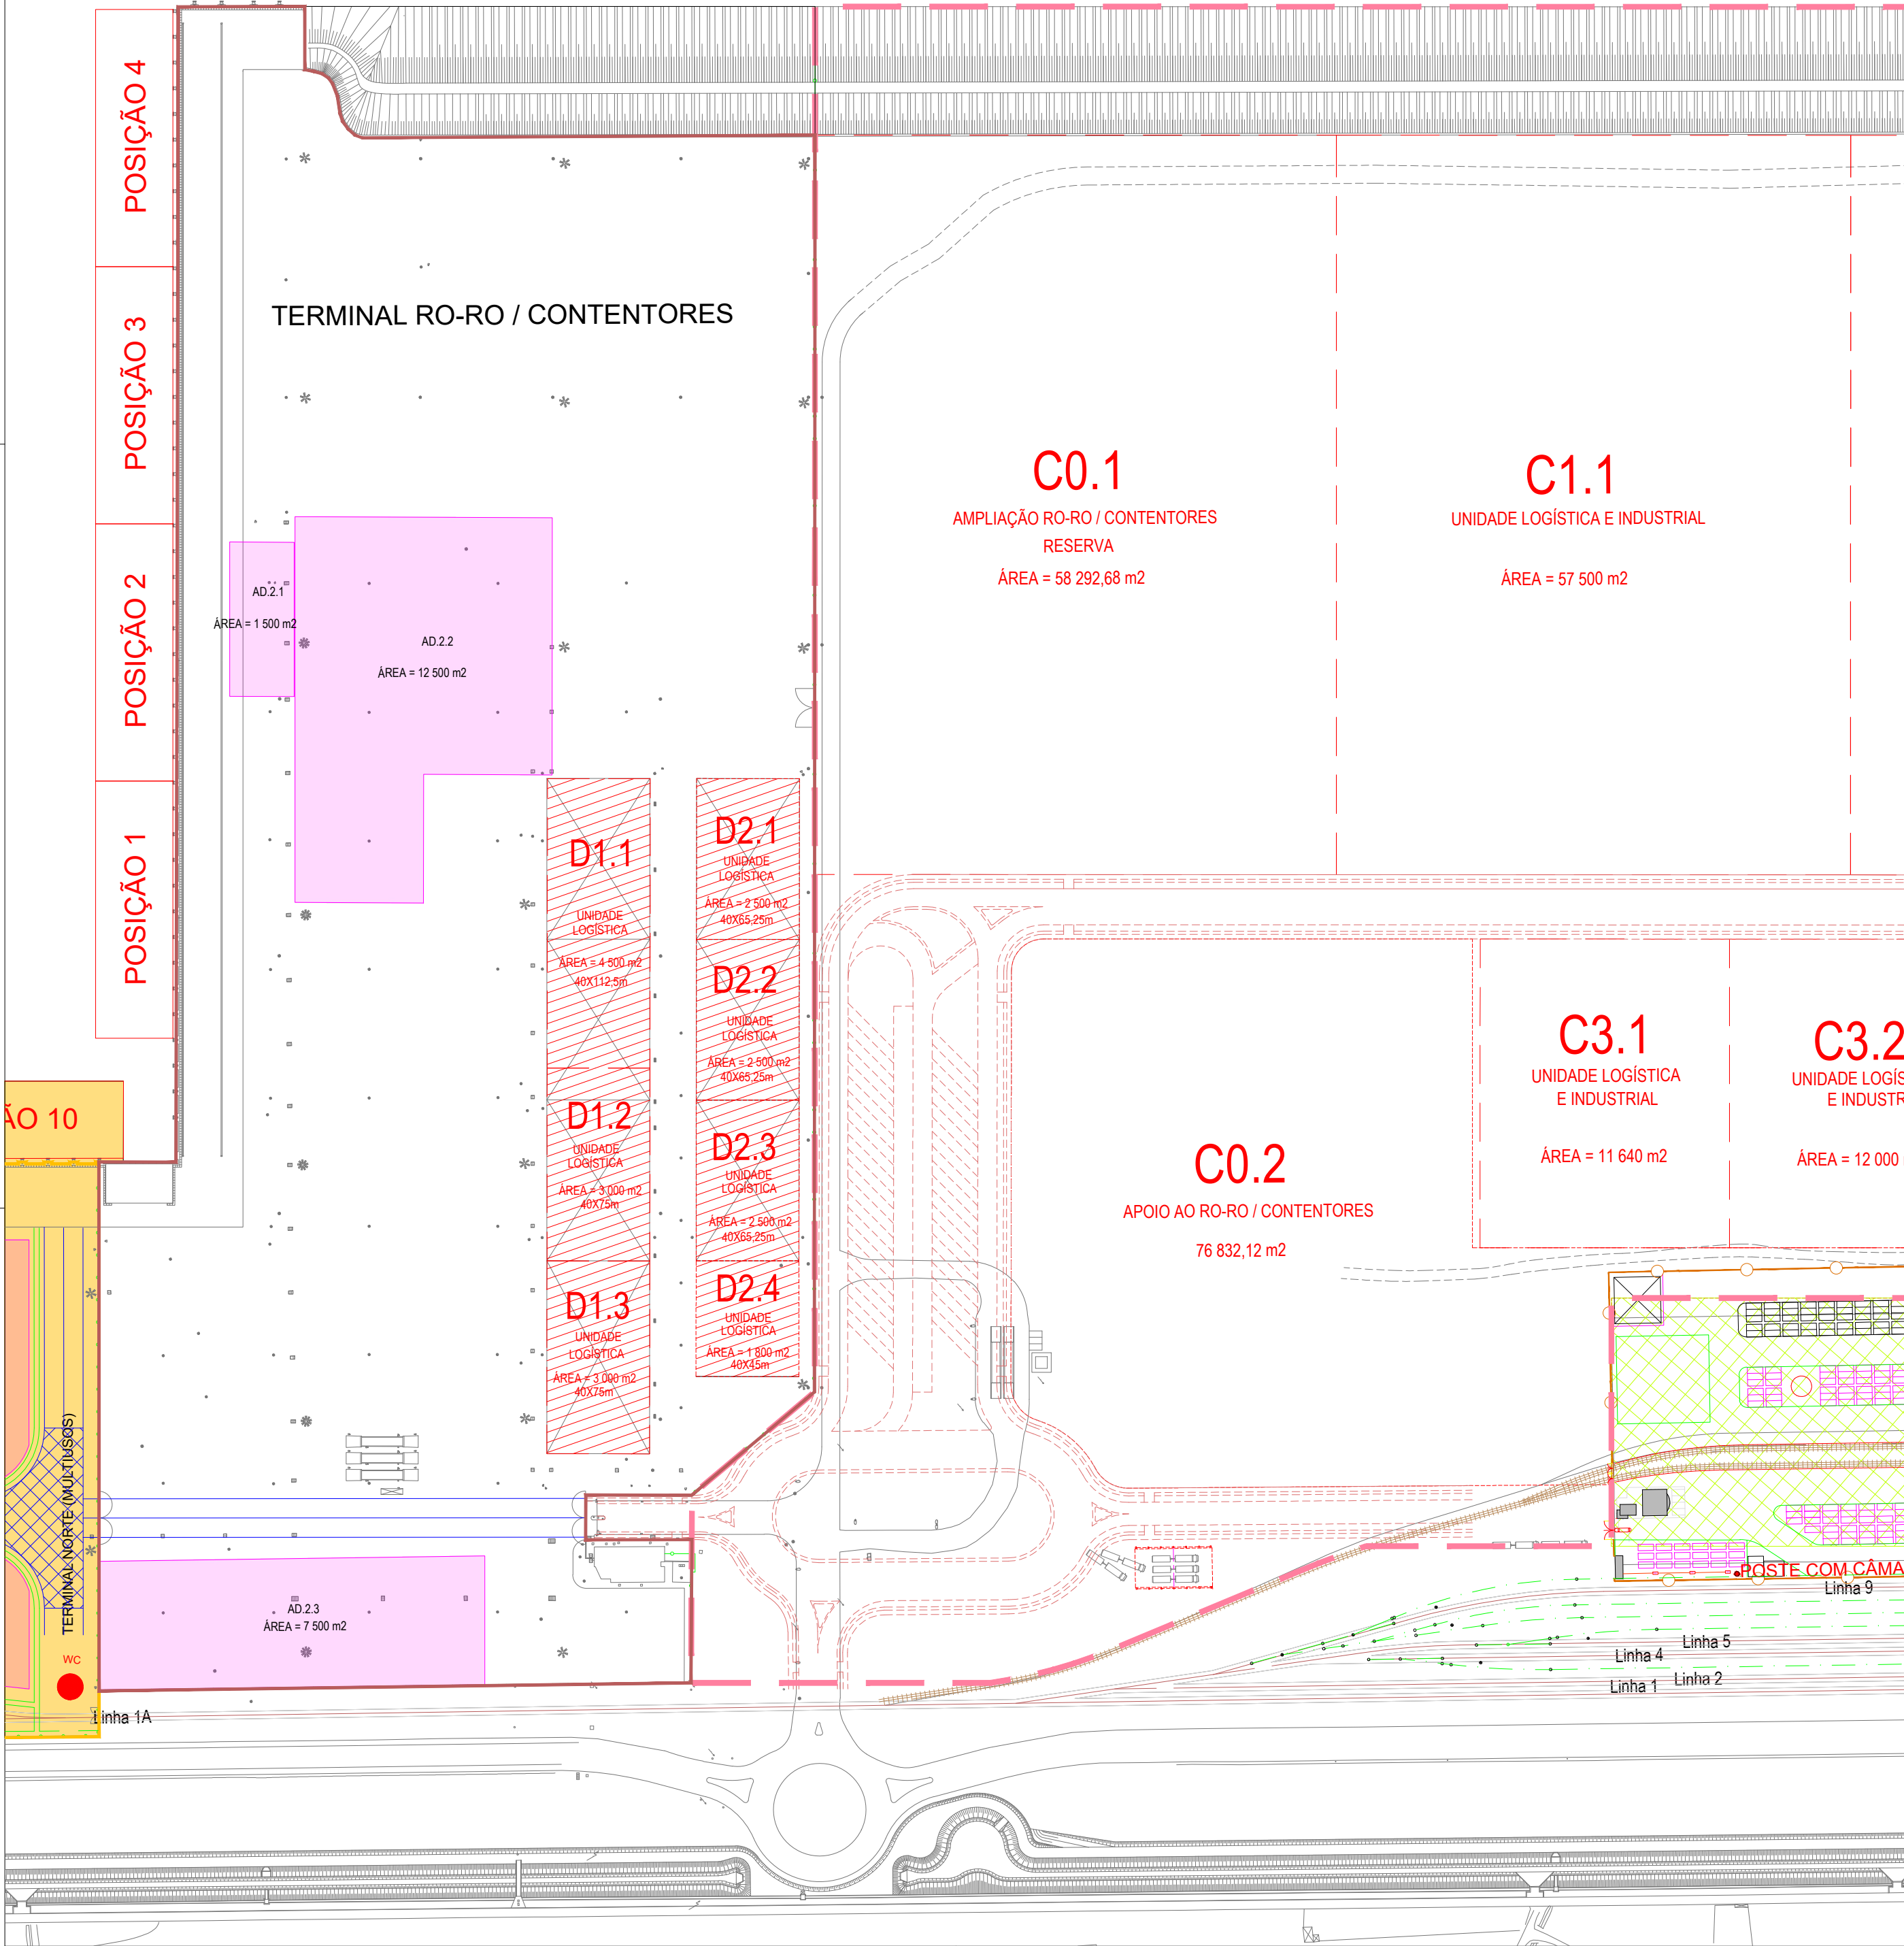 POSIÇÃO 4
POSIÇÃO 3
POSIÇÃO 2
POSIÇÃO 1
ÃO 10
TERMINAL RO-RO / CONTENTORES
AD.2.1
ÁREA = 1 500 m2
AD.2.2
ÁREA = 12 500 m2
C0.1
AMPLIAÇÃO RO-RO / CONTENTORES
RESERVA
ÁREA = 58 292,68 m2
C1.1
UNIDADE LOGÍSTICA E INDUSTRIAL
ÁREA = 57 500 m2
D1.1
UNIDADE
LOGÍSTICA
ÁREA = 4 500 m2
40X112,5m
D1.2
UNIDADE
LOGÍSTICA
ÁREA = 3 000 m2
40X75m
D1.3
UNIDADE
LOGÍSTICA
ÁREA = 3 000 m2
40X75m
D2.1
UNIDADE
LOGÍSTICA
ÁREA = 2 500 m2
40X65,25m
D2.2
UNIDADE
LOGÍSTICA
ÁREA = 2 500 m2
40X65,25m
D2.3
UNIDADE
LOGÍSTICA
ÁREA = 2 500 m2
40X65,25m
D2.4
UNIDADE
LOGÍSTICA
ÁREA = 1 800 m2
40X45m
C0.2
APOIO AO RO-RO / CONTENTORES
76 832,12 m2
C3.1
UNIDADE LOGÍSTICA
E INDUSTRIAL
ÁREA = 11 640 m2
C3.2
UNIDADE LOGÍS
E INDUSTR
ÁREA = 12 000
TERMINAL NORTE (MULTIUSOS)
WC
AD.2.3
ÁREA = 7 500 m2
Linha 1A
POSTE COM CÂMA
Linha 9
Linha 5
Linha 4
Linha 2
Linha 1